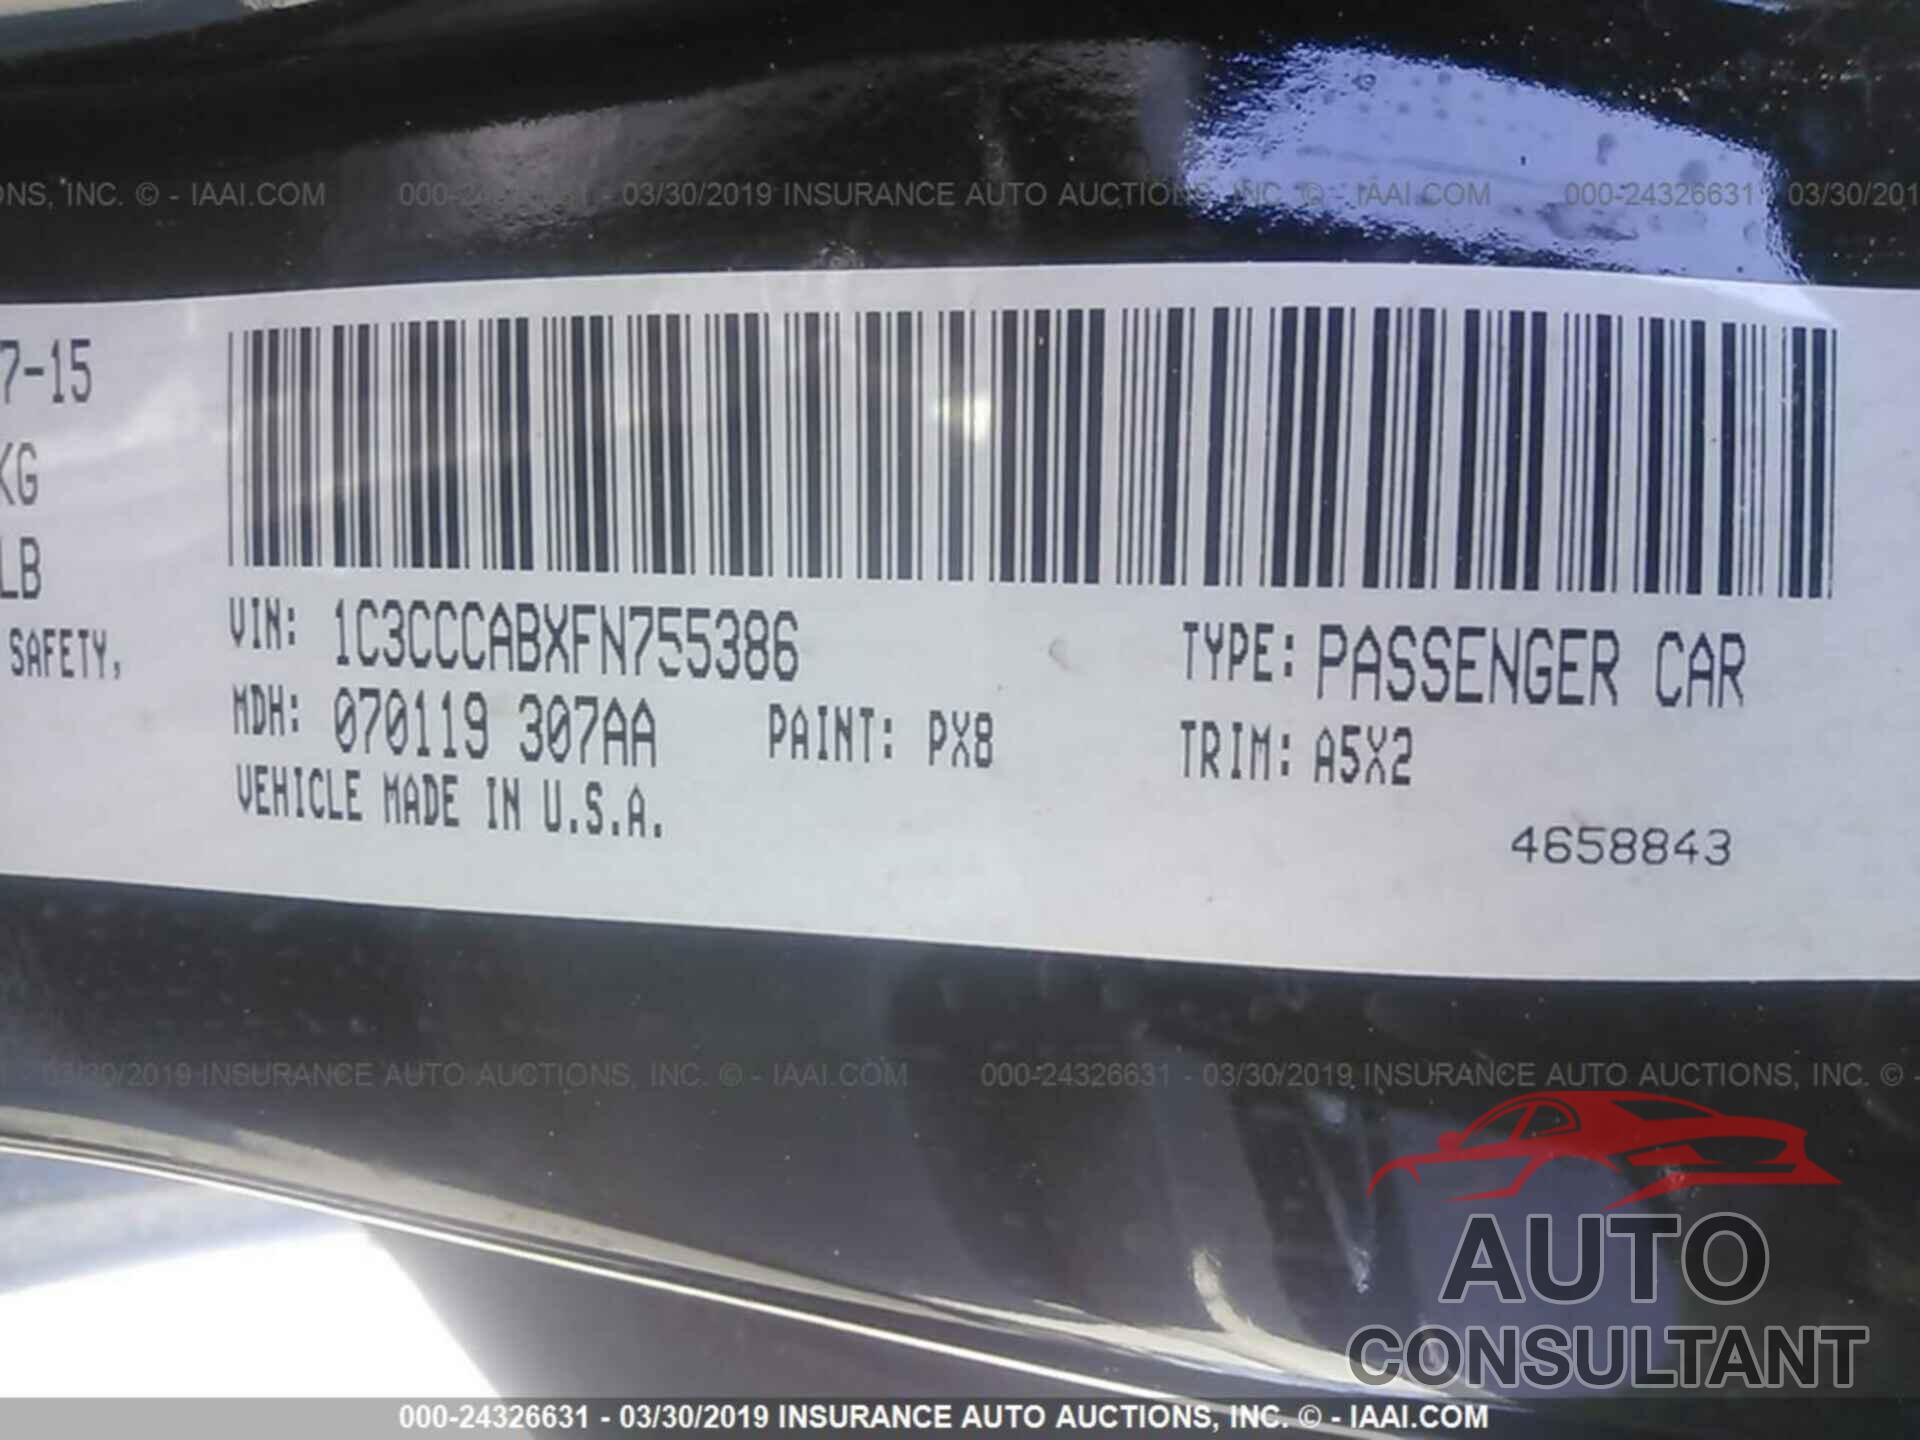 ONS, INC. © - IAAI.COM 000-24326631 - 03/30/2019 INSURANCE AUTO AUCTIONS, INC. © - IAAI.COM 000-24326631 - 03/30/201
7-15
KG
LB
SAFETY,
VIN: 1C3CCCABXFN755386 TYPE: PASSENGER CAR
MDH: 070119 307AA PAINT: PX8 TRIM: A5X2
VEHICLE MADE IN U.S.A.
4658843
03/30/2019 INSURANCE AUTO AUCTIONS, INC. © - IAAI.COM 000-24326631 - 03/30/2019 INSURANCE AUTO AUCTIONS, INC. © -
AUTO
CONSULTANT
000-24326631 - 03/30/2019 INSURANCE AUTO AUCTIONS, INC. © - IAAI.COM